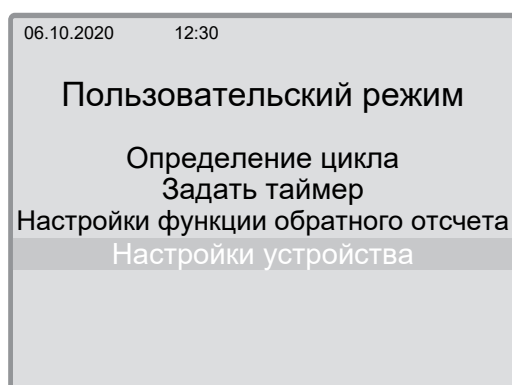 06.10.2020 12:30
Пользовательский режим
Определение цикла
Задать таймер
Настройки функции обратного отсчета
Настройки устройства